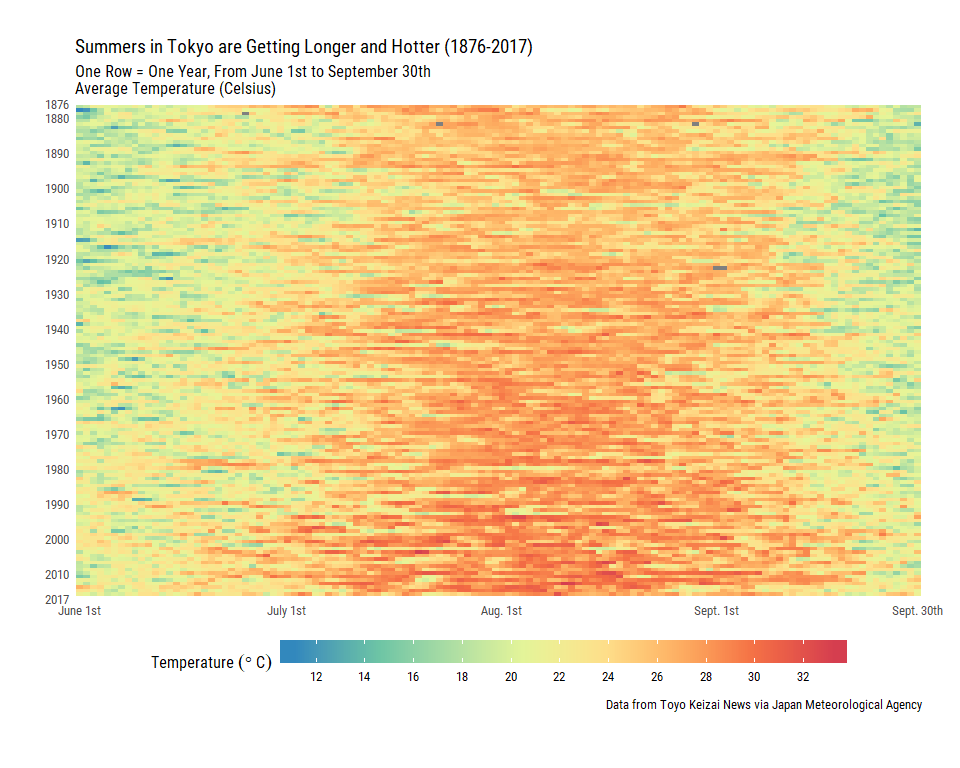 Summers in Tokyo are Getting Longer and Hotter (1876-2017)
One Row = One Year, From June 1st to September 30th
Average Temperature (Celsius)
1876
1880
1890
1900
1910
1920
1930
1940
1950
1960
1970
1980
1990
2000
2010
2017
June 1st July 1st Aug. 1st Sept. 1st Sept. 30th
Temperature (° C)
12 14 16 18 20 22 24 26 28 30 32
Data from Toyo Keizai News via Japan Meteorological Agency